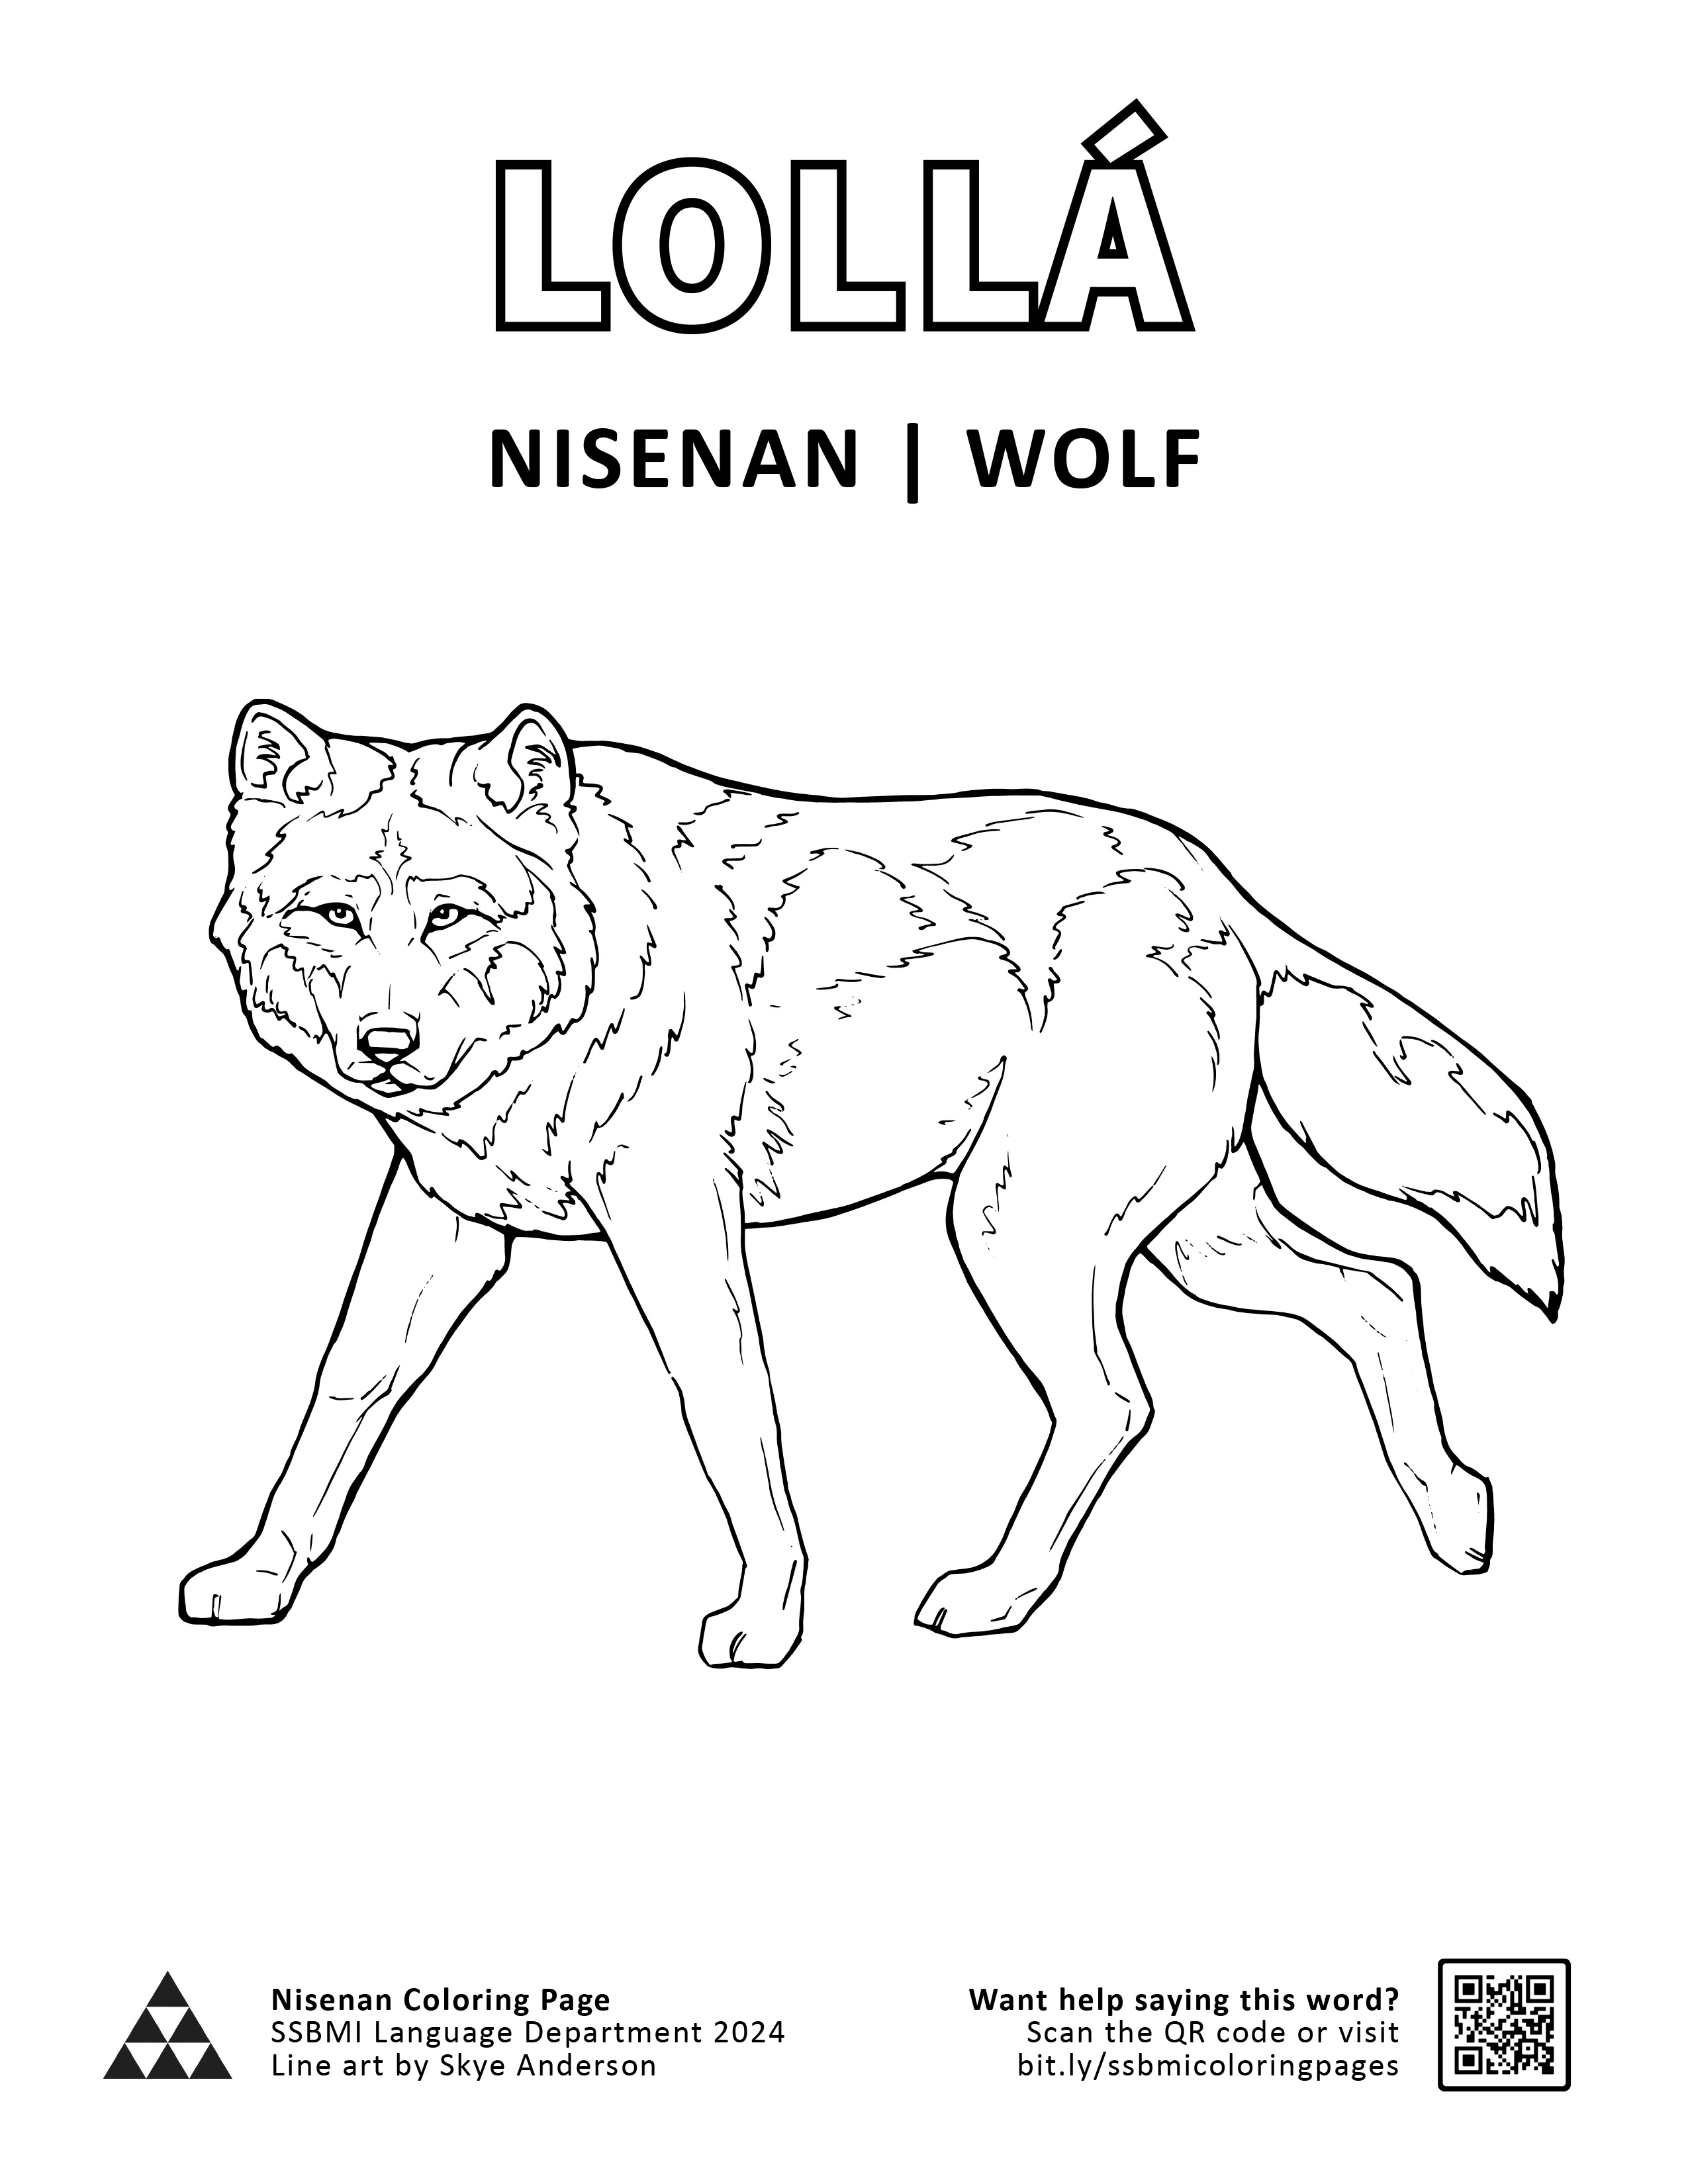 LOLLÁ
NISENAN | WOLF
Nisenan Coloring Page
SSBMI Language Department 2024
Line art by Skye Anderson
Want help saying this word?
Scan the QR code or visit
bit.ly/ssbmicoloringpages